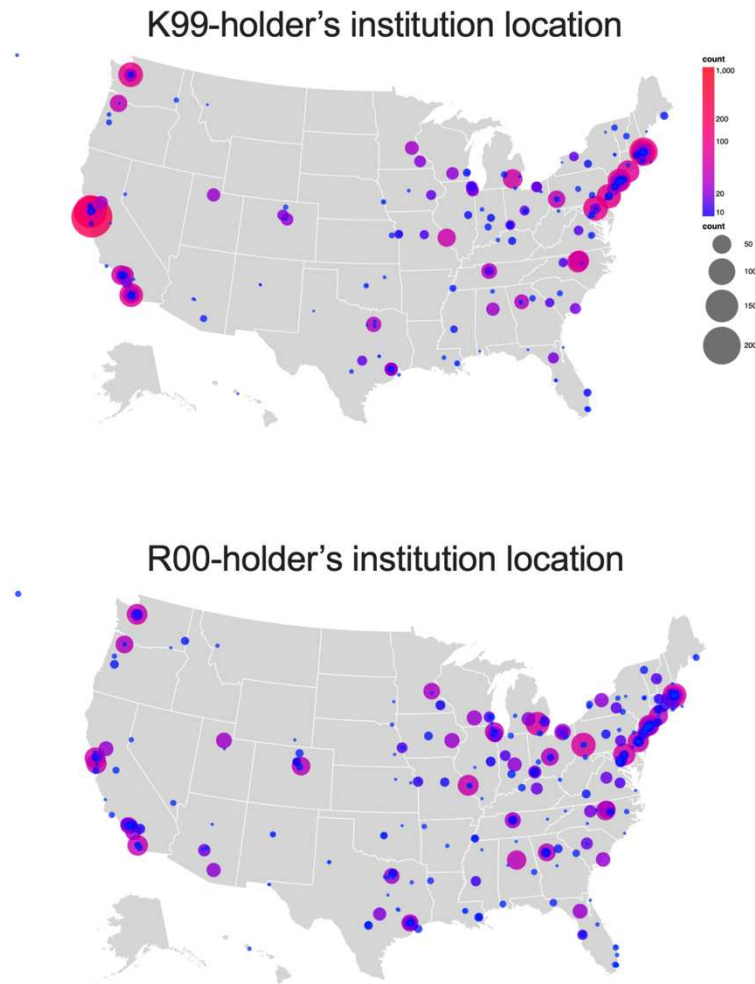 K99-holder's institution location
count
1,000
200
100
20
10
count
50
100
150
200
R00-holder's institution location